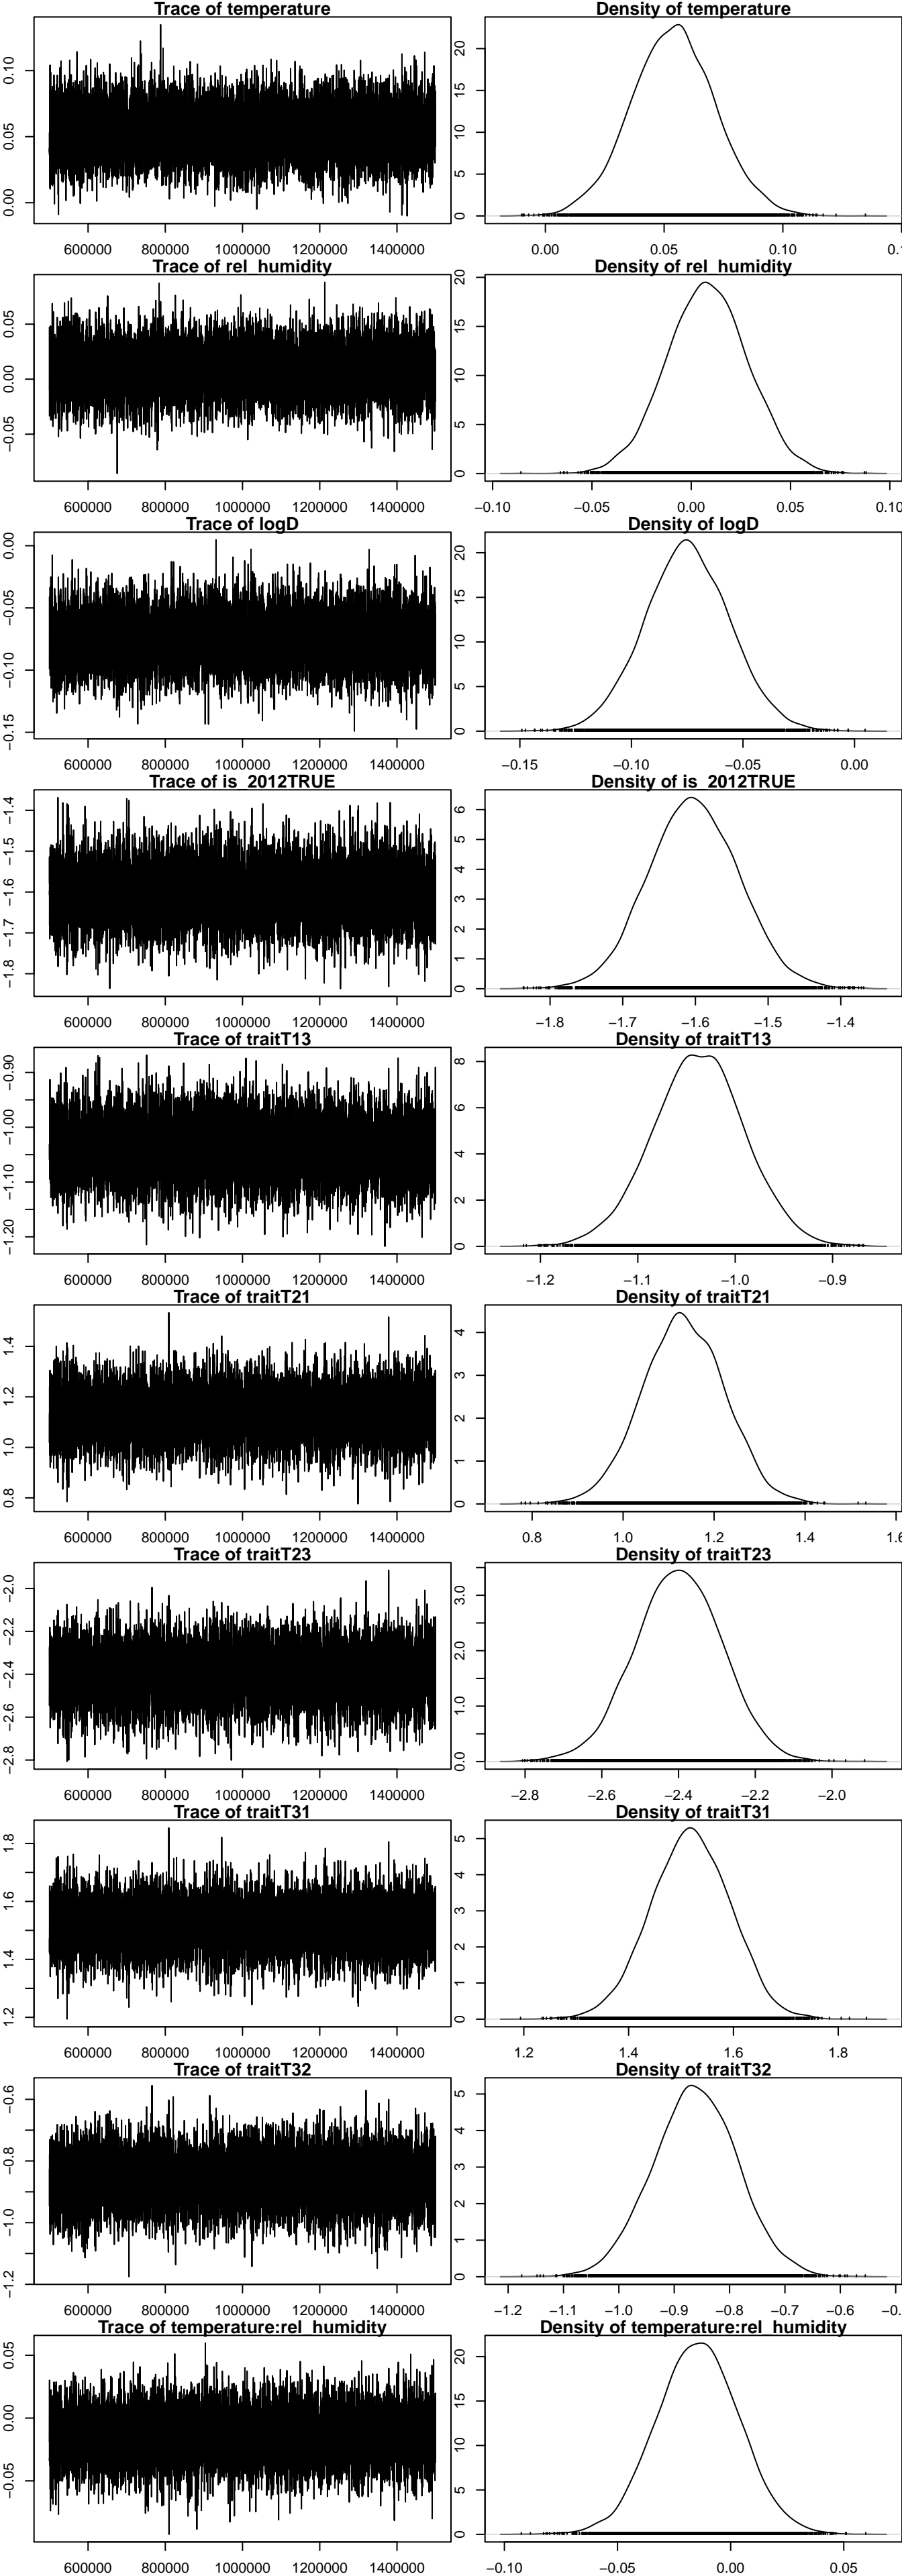 Trace of temperature
0.10
0.05
0.00
600000 800000 1000000 1200000 1400000
Density of temperature
20
15
10
5
0
0.00 0.05 0.10
Trace of rel_humidity
0.05
0.00
−0.05
600000 800000 1000000 1200000 1400000
Density of rel_humidity
20
15
10
5
0
−0.10 −0.05 0.00 0.05 0.10
Trace of logD
0.00
−0.05
−0.10
−0.15
600000 800000 1000000 1200000 1400000
Density of logD
20
15
10
5
0
−0.15 −0.10 −0.05 0.00
Trace of is_2012TRUE
−1.4
−1.5
−1.6
−1.7
−1.8
600000 800000 1000000 1200000 1400000
Density of is_2012TRUE
6
5
4
3
2
1
0
−1.8 −1.7 −1.6 −1.5 −1.4
Trace of traitT13
−0.90
−1.00
−1.10
−1.20
600000 800000 1000000 1200000 1400000
Density of traitT13
8
6
4
2
0
−1.2 −1.1 −1.0 −0.9
Trace of traitT21
1.4
1.2
1.0
0.8
600000 800000 1000000 1200000 1400000
Density of traitT21
4
3
2
1
0
0.8 1.0 1.2 1.4
Trace of traitT23
−2.0
−2.2
−2.4
−2.6
−2.8
600000 800000 1000000 1200000 1400000
Density of traitT23
3.0
2.0
1.0
0.0
−2.8 −2.6 −2.4 −2.2 −2.0
Trace of traitT31
1.8
1.6
1.4
1.2
600000 800000 1000000 1200000 1400000
Density of traitT31
5
4
3
2
1
0
1.2 1.4 1.6 1.8
Trace of traitT32
−0.6
−0.8
−1.0
−1.2
600000 800000 1000000 1200000 1400000
Density of traitT32
5
4
3
2
1
0
−1.2 −1.1 −1.0 −0.9 −0.8 −0.7 −0.6
Trace of temperature:rel_humidity
0.05
0.00
−0.05
Density of temperature:rel_humidity
20
15
10
5
0
−0.10 −0.05 0.00 0.05